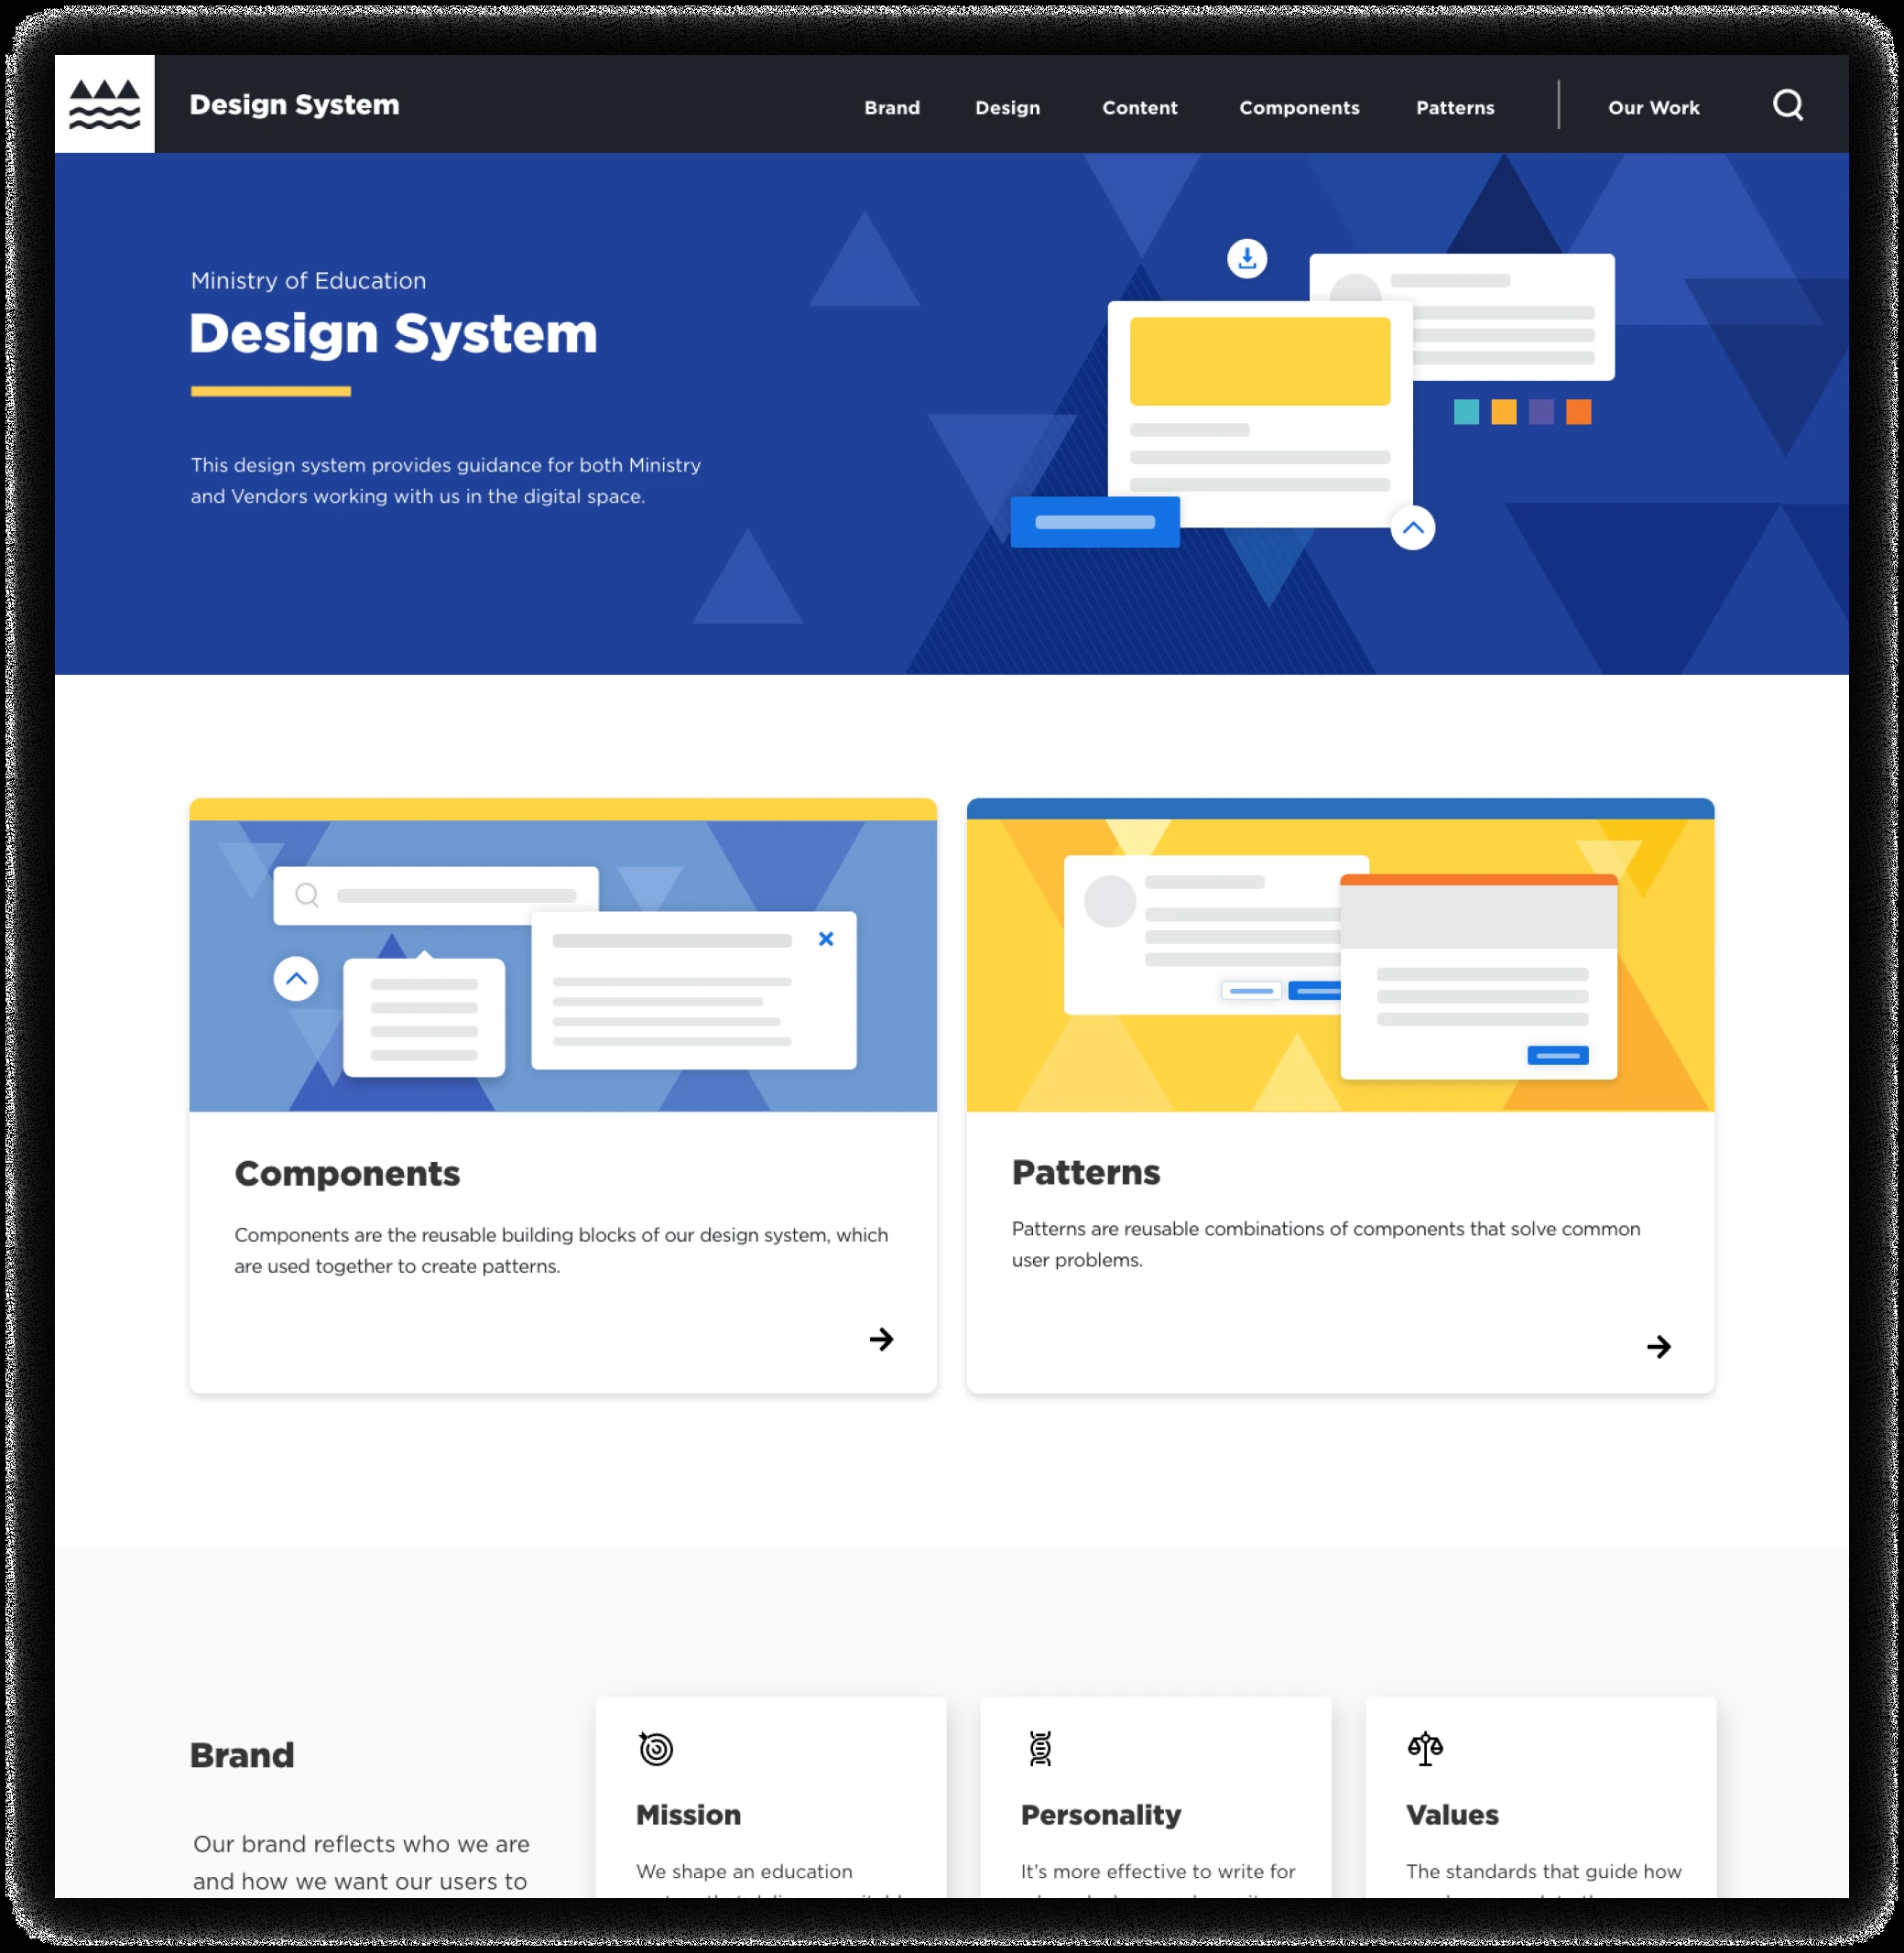 Design System
Brand
Design
Content
Components
Patterns
Our Work
Ministry of Education
Design System
This design system provides guidance for both Ministry
and Vendors working with us in the digital space.
Components
Components are the reusable building blocks of our design system, which
are used together to create patterns.
Patterns
Patterns are reusable combinations of components that solve common
user problems.
Brand
Our brand reflects who we are
and how we want our users to
Mission
We shape an education
Personality
It's more effective to write for
Values
The standards that guide how